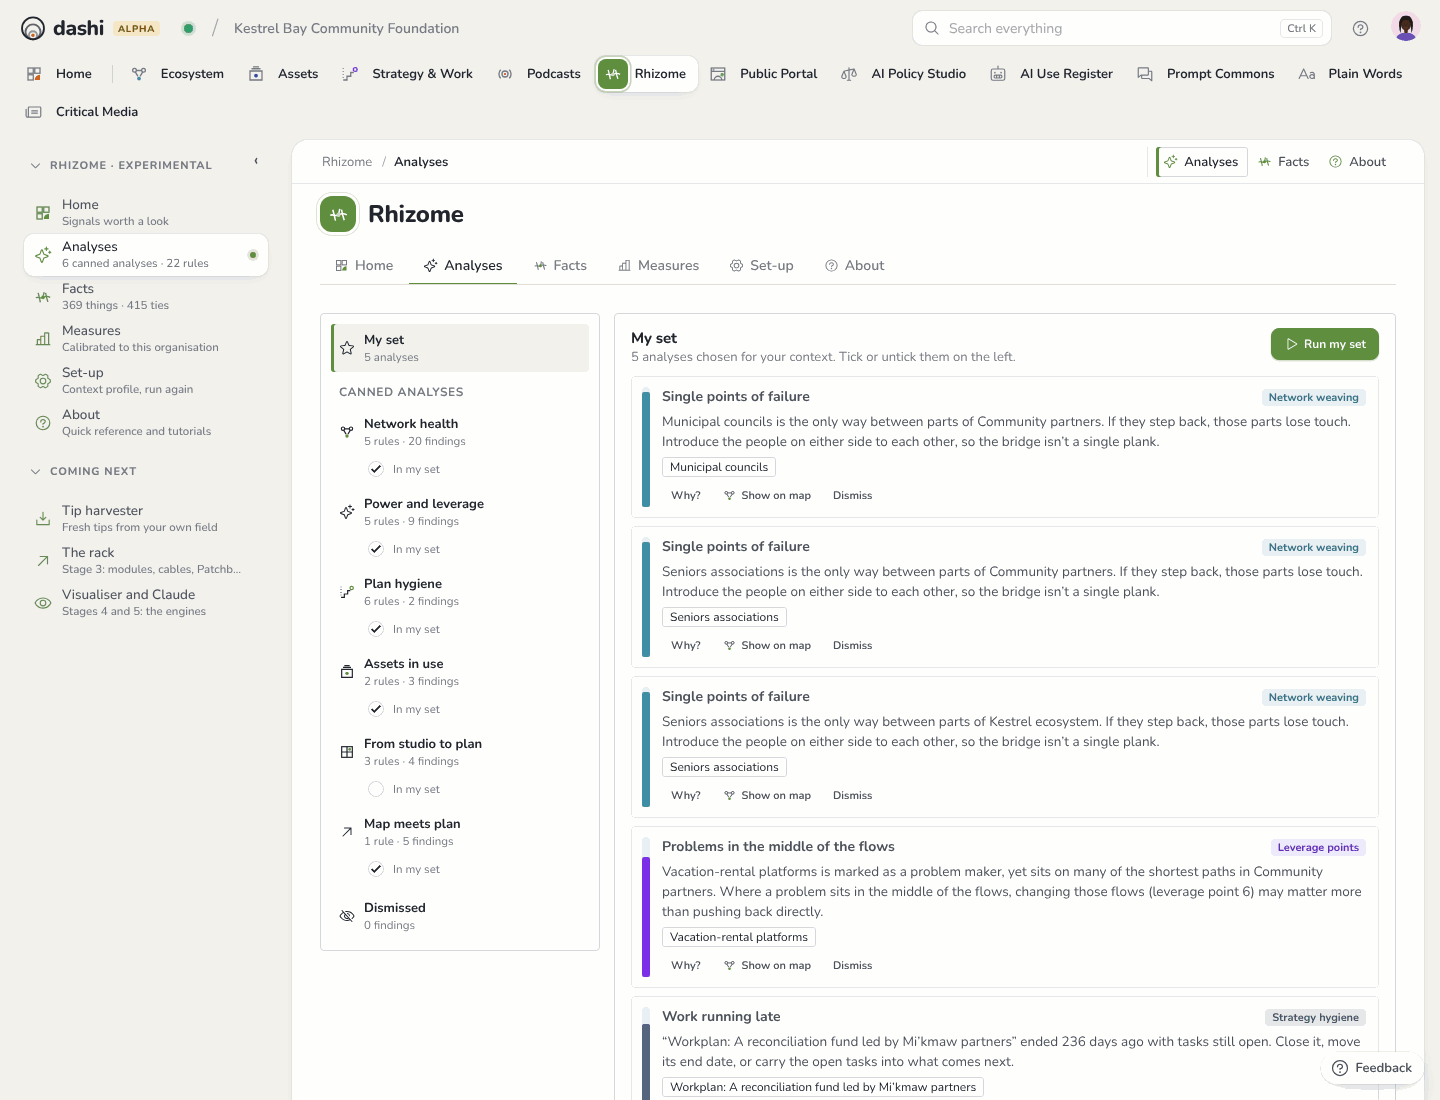 dashi ALPHA / Kestrel Bay Community Foundation
Search everything Ctrl K
Home Ecosystem Assets Strategy & Work Podcasts Rhizome Public Portal AI Policy Studio AI Use Register Prompt Commons Aa Plain Words
Critical Media
RHIZOME · EXPERIMENTAL
Home
Signals worth a look
Analyses
6 canned analyses · 22 rules
Facts
369 things · 415 ties
Measures
Calibrated to this organisation
Set-up
Context profile, run again
About
Quick reference and tutorials
COMING NEXT
Tip harvester
Fresh tips from your own field
The rack
Stage 3: modules, cables, Patchb...
Visualiser and Claude
Stages 4 and 5: the engines
Rhizome / Analyses
Analyses Facts About
Rhizome
Home Analyses Facts Measures Set-up About
My set
5 analyses
CANNED ANALYSES
Network health
5 rules · 20 findings
In my set
Power and leverage
5 rules · 9 findings
In my set
Plan hygiene
6 rules · 2 findings
In my set
Assets in use
2 rules · 3 findings
In my set
From studio to plan
3 rules · 4 findings
In my set
Map meets plan
1 rule · 5 findings
In my set
Dismissed
0 findings
My set
5 analyses chosen for your context. Tick or untick them on the left.
Run my set
Single points of failure
Network weaving
Municipal councils is the only way between parts of Community partners. If they step back, those parts lose touch.
Introduce the people on either side to each other, so the bridge isn't a single plank.
Municipal councils
Why? Show on map Dismiss
Single points of failure
Network weaving
Seniors associations is the only way between parts of Community partners. If they step back, those parts lose touch.
Introduce the people on either side to each other, so the bridge isn't a single plank.
Seniors associations
Why? Show on map Dismiss
Single points of failure
Network weaving
Seniors associations is the only way between parts of Kestrel ecosystem. If they step back, those parts lose touch.
Introduce the people on either side to each other, so the bridge isn't a single plank.
Seniors associations
Why? Show on map Dismiss
Problems in the middle of the flows
Leverage points
Vacation-rental platforms is marked as a problem maker, yet sits on many of the shortest paths in Community
partners. Where a problem sits in the middle of the flows, changing those flows (leverage point 6) may matter more
than pushing back directly.
Vacation-rental platforms
Why? Show on map Dismiss
Work running late
Strategy hygiene
“Workplan: A reconciliation fund led by Mi'kmaw partners” ended 236 days ago with tasks still open. Close it, move
its end date, or carry the open tasks into what comes next.
Workplan: A reconciliation fund led by Mi'kmaw partners
Feedback